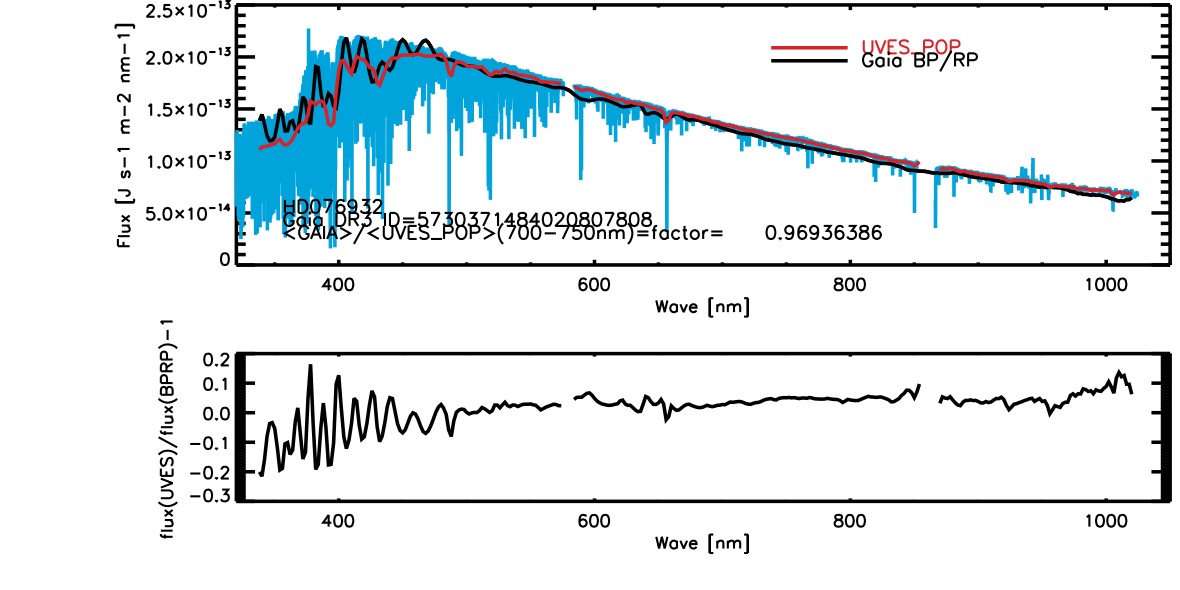 2.5×10−13
2.0×10−13
1.5×10−13
1.0×10−13
5.0×10−14
0
Flux [J s−1 m−2 nm−1]
UVES_POP
Gaia BP/RP
HD076932
Gaia DR3 ID=5730371484020807808
<GAIA>/<UVES_POP>(700−750nm)=factor= 0.96936386
400 600 800 1000
Wave [nm]
0.2
0.1
0.0
−0.1
−0.2
−0.3
flux(UVES)/flux(BPRP)−1
400 600 800 1000
Wave [nm]